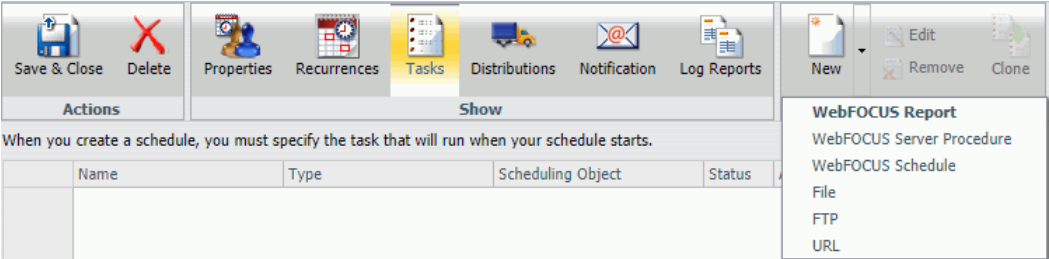 Save & Close Delete Properties Recurrences Tasks Distributions Notification Log Reports New Edit Remove Clone
Actions Show
When you create a schedule, you must specify the task that will run when your schedule starts.
Name Type Scheduling Object Status
WebFOCUS Report
WebFOCUS Server Procedure
WebFOCUS Schedule
File
FTP
URL